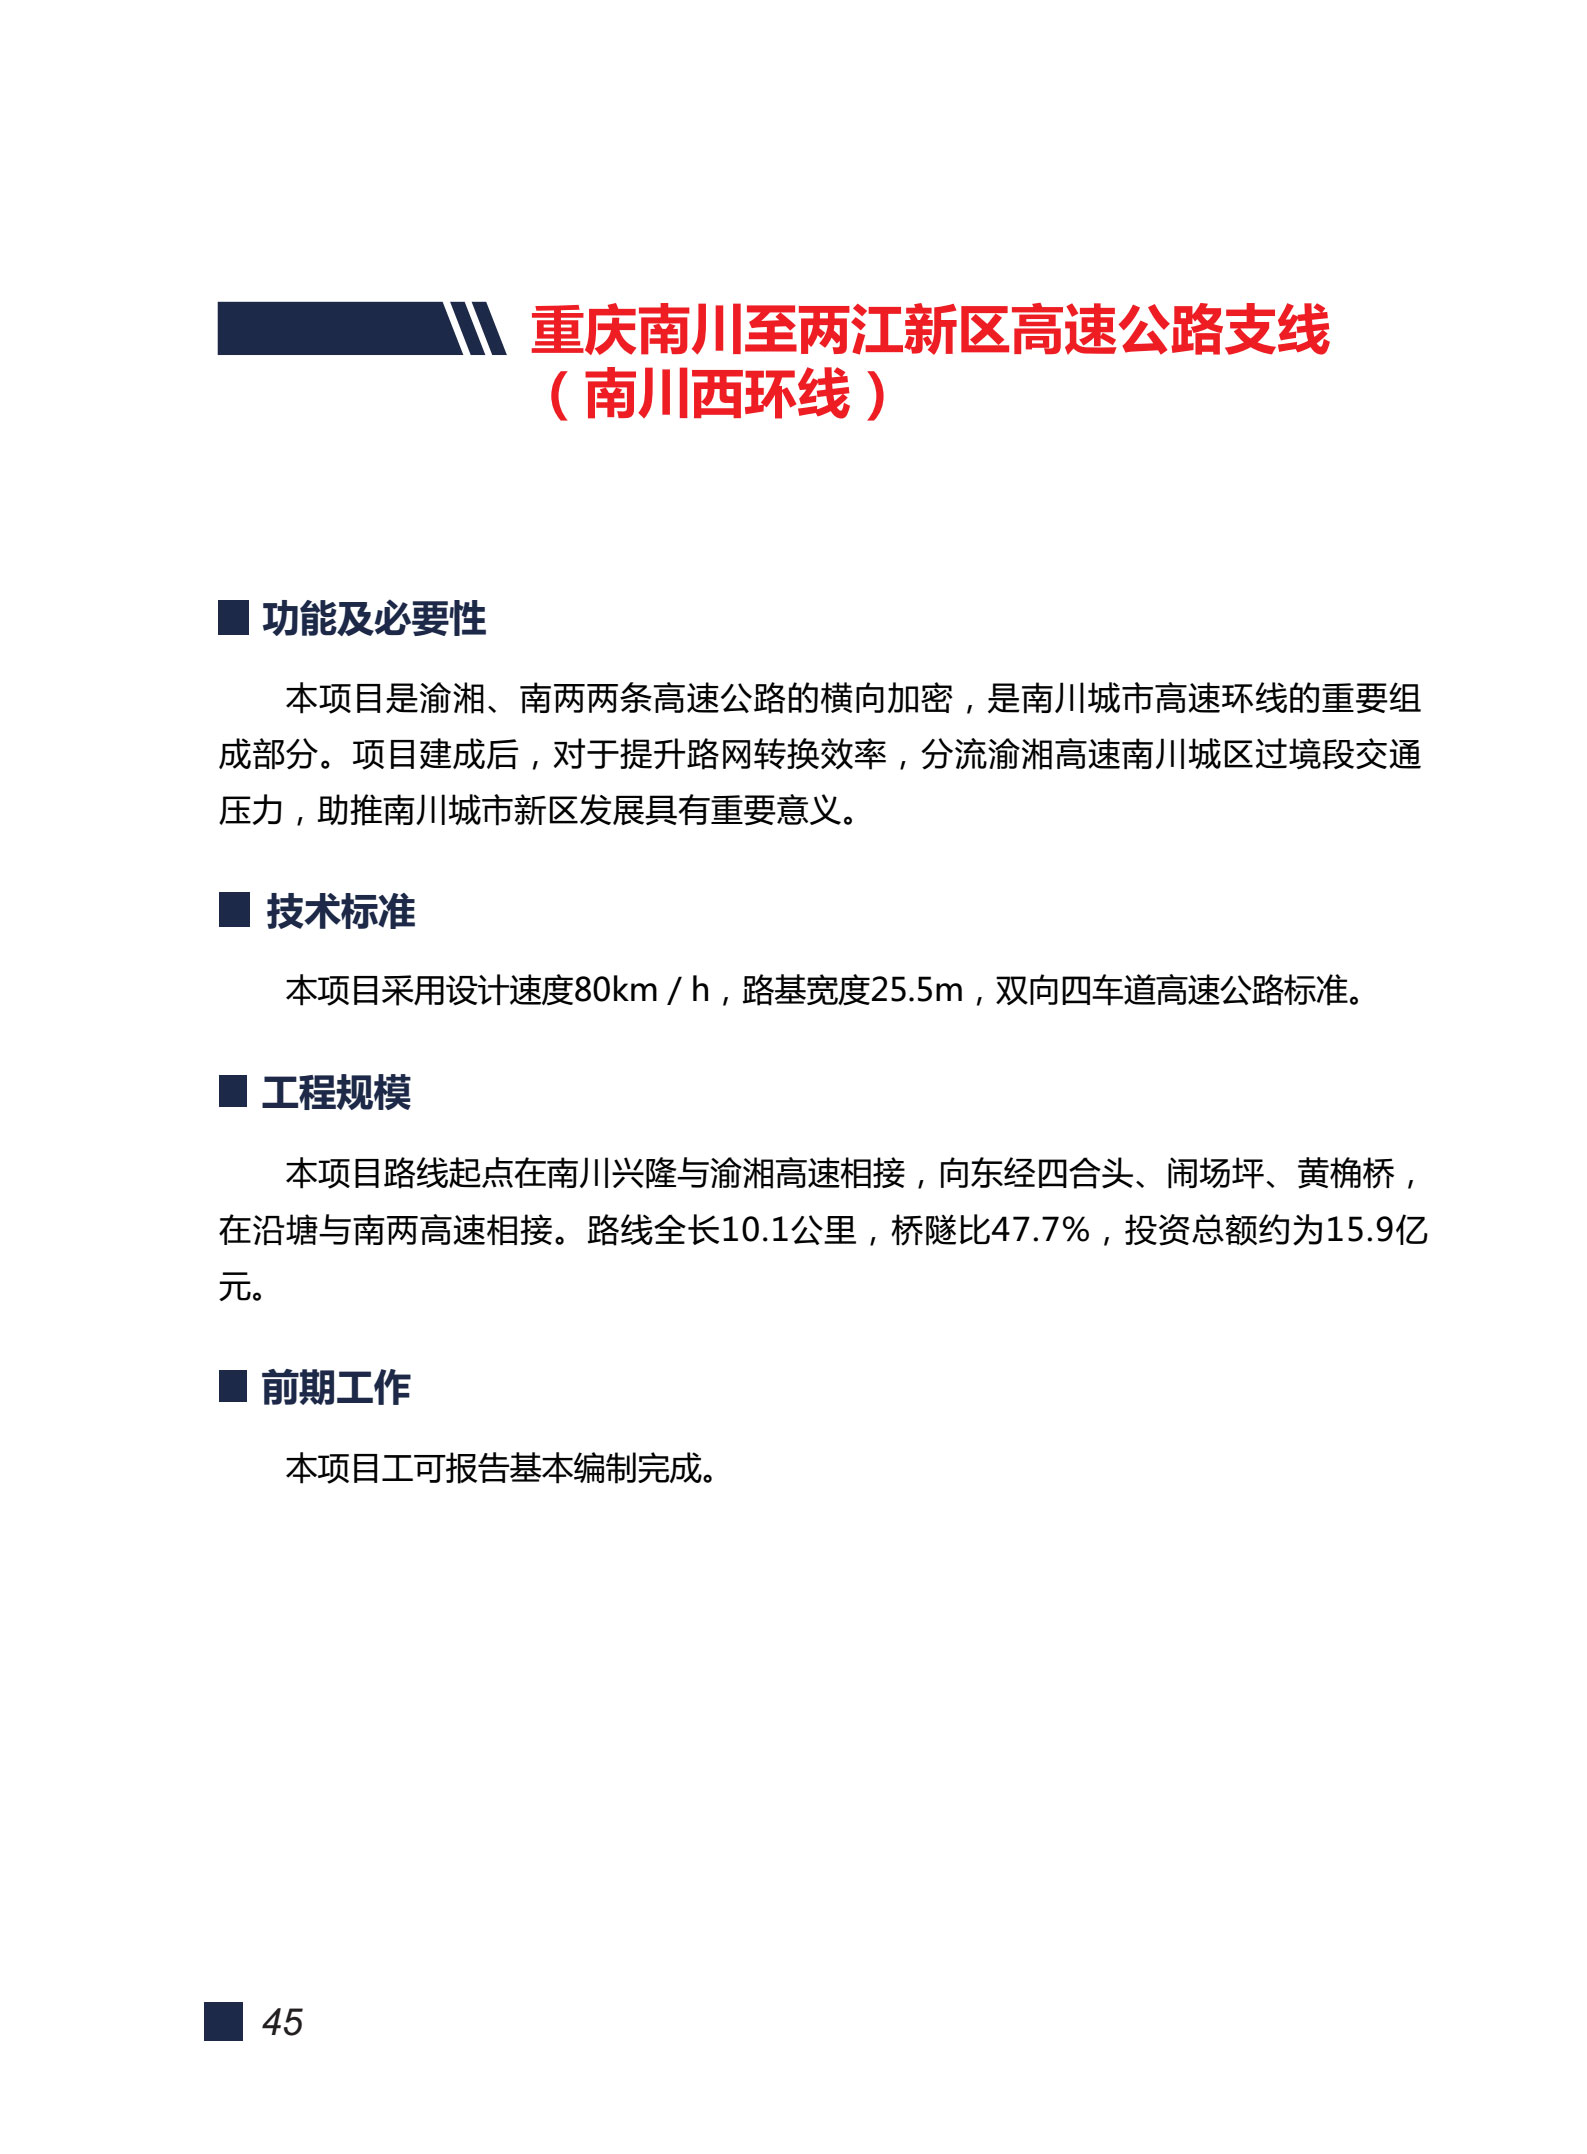 重庆南川至两江新区高速公路支线
（南川西环线）
功能及必要性
本项目是渝湘、南两两条高速公路的横向加密，是南川城市高速环线的重要组
成部分。项目建成后，对于提升路网转换效率，分流渝湘高速南川城区过境段交通
压力，助推南川城市新区发展具有重要意义。
技术标准
本项目采用设计速度80km／h，路基宽度25.5m，双向四车道高速公路标准。
工程规模
本项目路线起点在南川兴隆与渝湘高速相接，向东经四合头、闹场坪、黄桷桥，
在沿塘与南两高速相接。路线全长10.1公里，桥隧比47.7%，投资总额约为15.9亿
元。
前期工作
本项目工可报告基本编制完成。
45